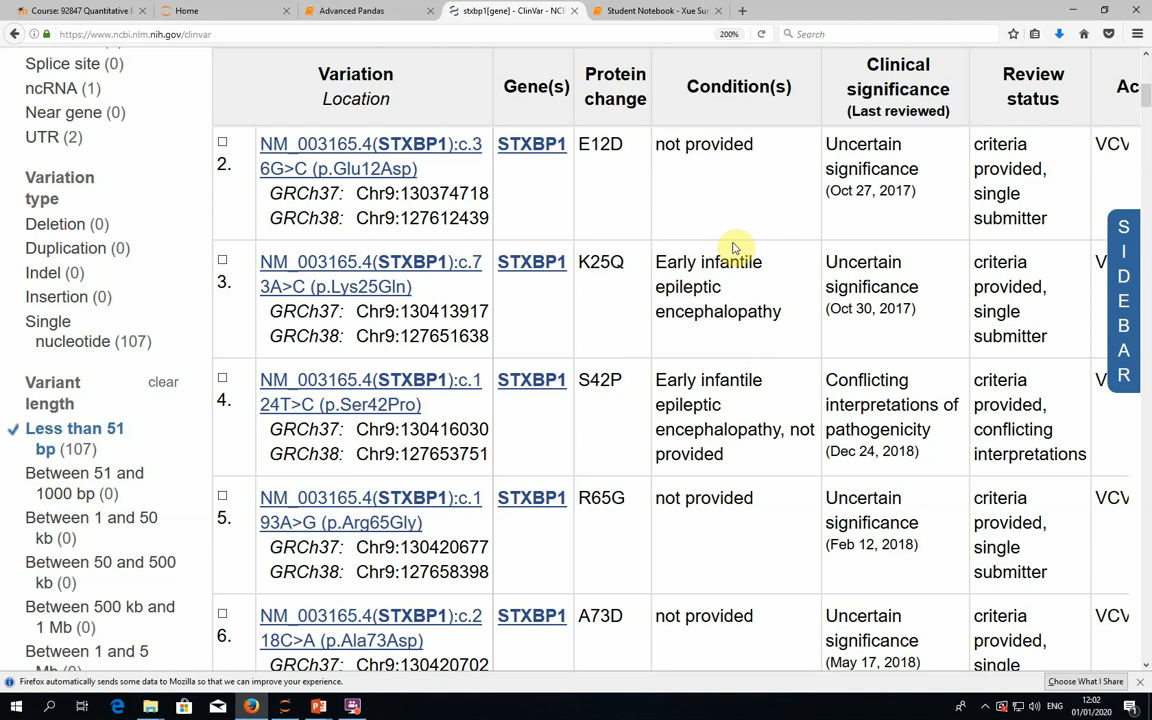 Course: 92847 Quantitative B
Home
Advanced Pandas
stxbp1[gene] - ClinVar - NCB
Student Notebook - Xue Sun
https://www.ncbi.nlm.nih.gov/clinvar
200%
Search
Splice site (0)
ncRNA (1)
Near gene (0)
UTR (2)
Variation
type
Deletion (0)
Duplication (0)
Indel (0)
Insertion (0)
Single
nucleotide (107)
Variant
length
clear
Less than 51
bp (107)
Between 51 and
1000 bp (0)
Between 1 and 50
kb (0)
Between 50 and 500
kb (0)
Between 500 kb and
1 Mb (0)
Between 1 and 5
Mb (0)
Variation
Location
Gene(s)
Protein
change
Condition(s)
Clinical
significance
(Last reviewed)
Review
status
Ac
2.
NM_003165.4(STXBP1):c.3
6G>C (p.Glu12Asp)
GRCh37: Chr9:130374718
GRCh38: Chr9:127612439
STXBP1
E12D
not provided
Uncertain
significance
(Oct 27, 2017)
criteria
provided,
single
submitter
VCV
3.
NM_003165.4(STXBP1):c.7
3A>C (p.Lys25Gln)
GRCh37: Chr9:130413917
GRCh38: Chr9:127651638
STXBP1
K25Q
Early infantile
epileptic
encephalopathy
Uncertain
significance
(Oct 30, 2017)
criteria
provided,
single
submitter
V
4.
NM_003165.4(STXBP1):c.1
24T>C (p.Ser42Pro)
GRCh37: Chr9:130416030
GRCh38: Chr9:127653751
STXBP1
S42P
Early infantile
epileptic
encephalopathy, not
provided
Conflicting
interpretations of
pathogenicity
(Dec 24, 2018)
criteria
provided,
conflicting
interpretations
V
5.
NM_003165.4(STXBP1):c.1
93A>G (p.Arg65Gly)
GRCh37: Chr9:130420677
GRCh38: Chr9:127658398
STXBP1
R65G
not provided
Uncertain
significance
(Feb 12, 2018)
criteria
provided,
single
submitter
VCV
6.
NM_003165.4(STXBP1):c.2
18C>A (p.Ala73Asp)
GRCh37: Chr9:130420702
STXBP1
A73D
not provided
Uncertain
significance
(May 17, 2018)
criteria
provided,
single
VCV
SIDEBAR
Firefox automatically sends some data to Mozilla so that we can improve your experience.
Choose What I Share
ENG
12:02
01/01/2020